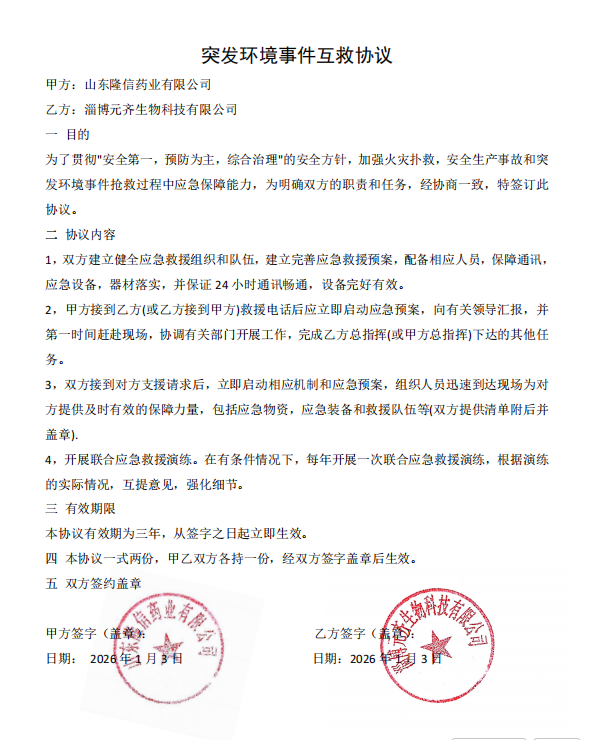 突发环境事件互救协议
甲方：山东隆信药业有限公司
乙方：淄博元齐生物科技有限公司
一 目的
为了贯彻"安全第一，预防为主，综合治理"的安全方针，加强火灾扑救，安全生产事故和突
发环境事件抢救过程中应急保障能力，为明确双方的职责和任务，经协商一致，特签订此
协议。
二 协议内容
1，双方建立健全应急救援组织和队伍，建立完善应急救援预案，配备相应人员，保障通讯，
应急设备，器材落实，并保证 24 小时通讯畅通，设备完好有效。
2，甲方接到乙方(或乙方接到甲方)救援电话后应立即启动应急预案，向有关领导汇报，并
第一时间赶赴现场，协调有关部门开展工作，完成乙方总指挥(或甲方总指挥)下达的其他任
务。
3，双方接到对方支援请求后，立即启动相应机制和应急预案，组织人员迅速到达现场为对
方提供及时有效的保障力量，包括应急物资，应急装备和救援队伍等(双方提供清单附后并
盖章).
4，开展联合应急救援演练。在有条件情况下，每年开展一次联合应急救援演练，根据演练
的实际情况，互提意见，强化细节。
三 有效期限
本协议有效期为三年，从签字之日起立即生效。
四 本协议一式两份，甲乙双方各持一份，经双方签字盖章后生效。
五 双方签约盖章
山东隆信药业有限公司
淄博元齐生物科技有限公司
甲方签字（盖章）：
乙方签字（盖章）：
日期： 2026 年 1 月 3 日
日期：2026 年 1 月 3 日